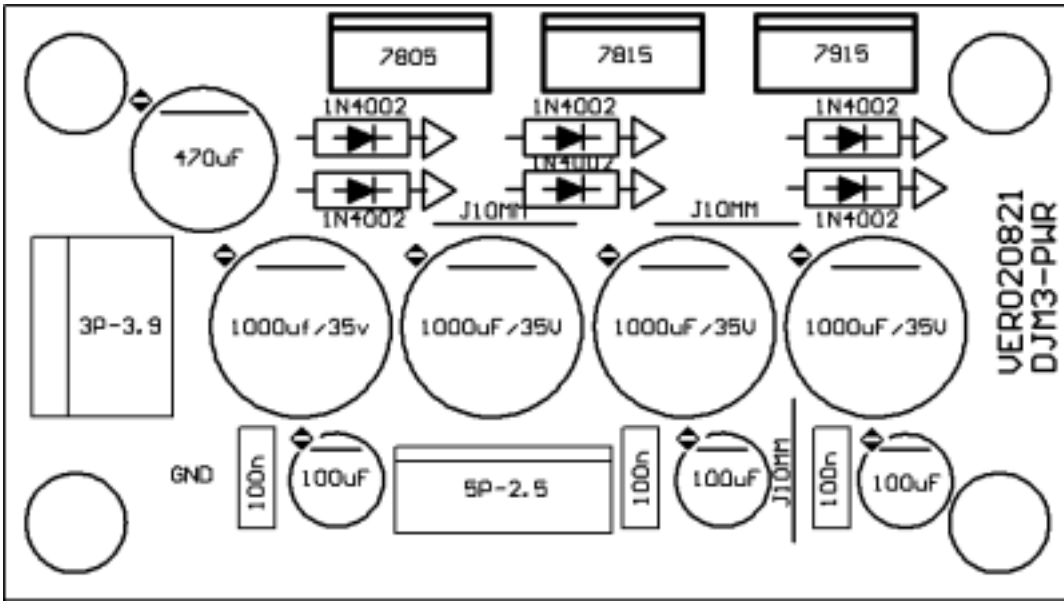 7805
7815
7915
1N4002
1N4002
1N4002
470uF
1N4002
1N4002
1N4002
J10MM
J10MM
VER020821
DJM3-PWR
3P-3.9
1000uf/35v
1000uF/35V
1000uF/35V
1000uF/35V
GND
100n
100uF
5P-2.5
100n
100uF
J10MM
100n
100uF